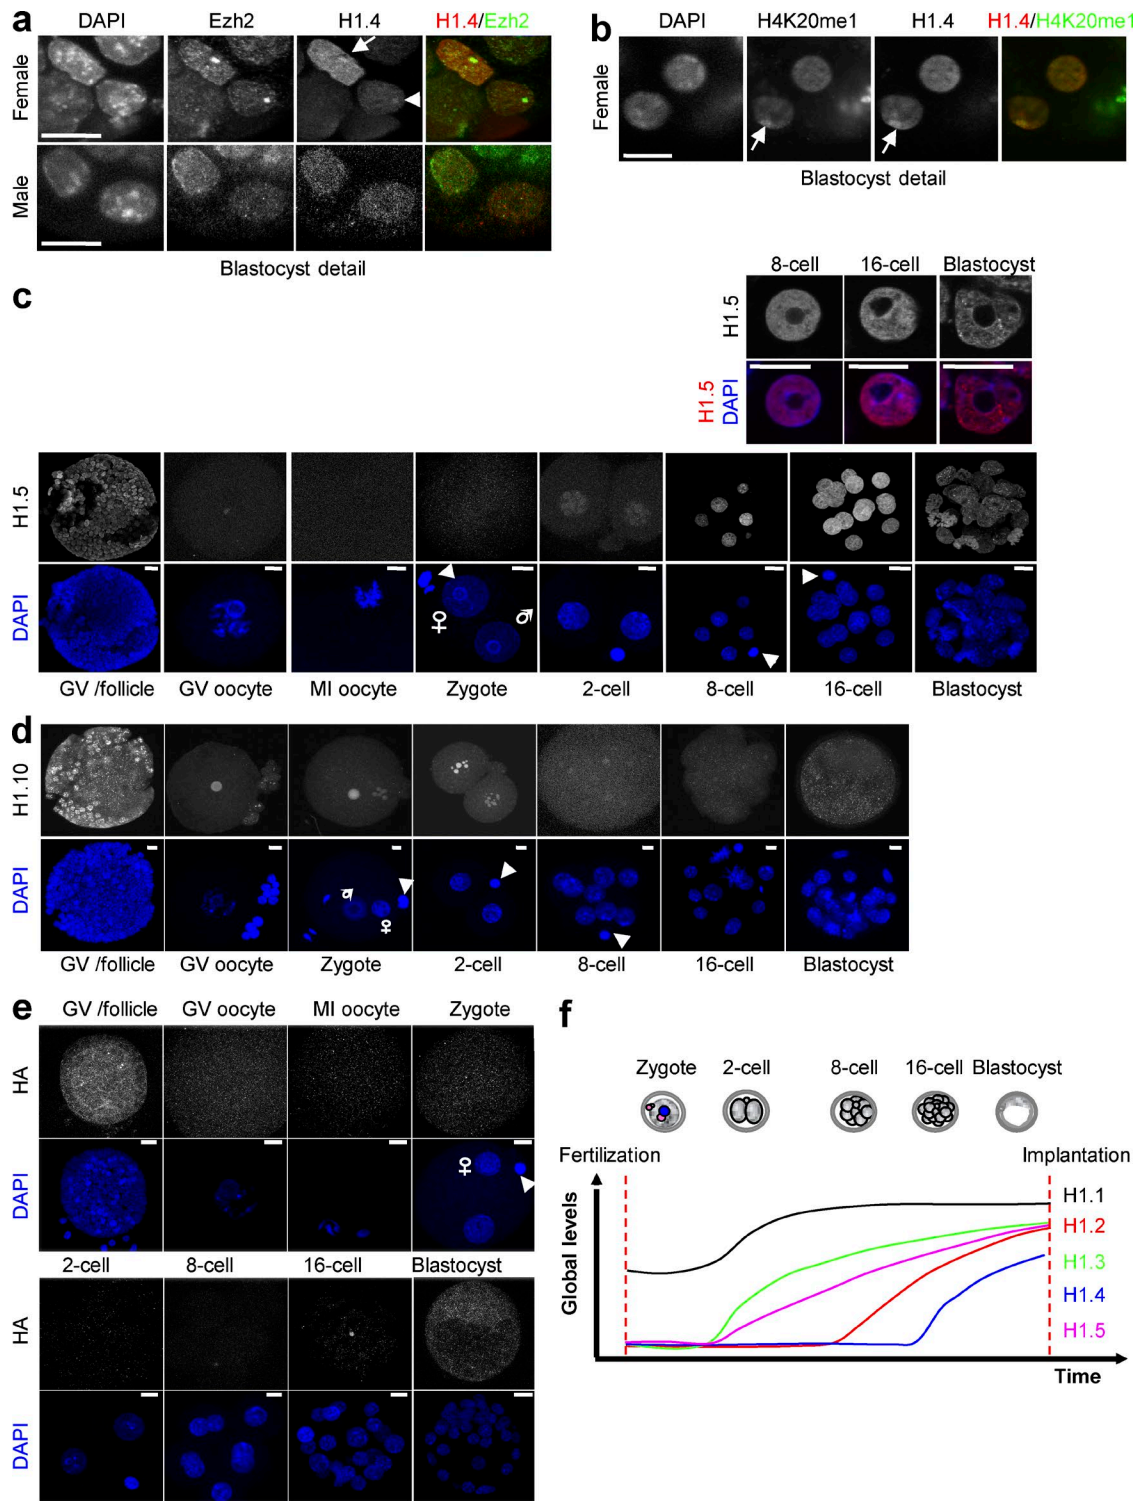 a
DAPI Ezh2 H1.4 H1.4/Ezh2
Female
Male
Blastocyst detail
b
DAPI H4K20me1 H1.4 H1.4/H4K20me1
Female
Blastocyst detail
c
8-cell 16-cell Blastocyst
H1.5
H1.5
DAPI
H1.5
DAPI
♀ ♂
GV /follicle GV oocyte MI oocyte Zygote 2-cell 8-cell 16-cell Blastocyst
d
H1.10
DAPI
♂ ♀
GV /follicle GV oocyte Zygote 2-cell 8-cell 16-cell Blastocyst
e
GV /follicle GV oocyte MI oocyte Zygote
HA
DAPI
♀
2-cell 8-cell 16-cell Blastocyst
HA
DAPI
f
Zygote 2-cell 8-cell 16-cell Blastocyst
Fertilization Implantation
Global levels
H1.1
H1.2
H1.3
H1.4
H1.5
Time